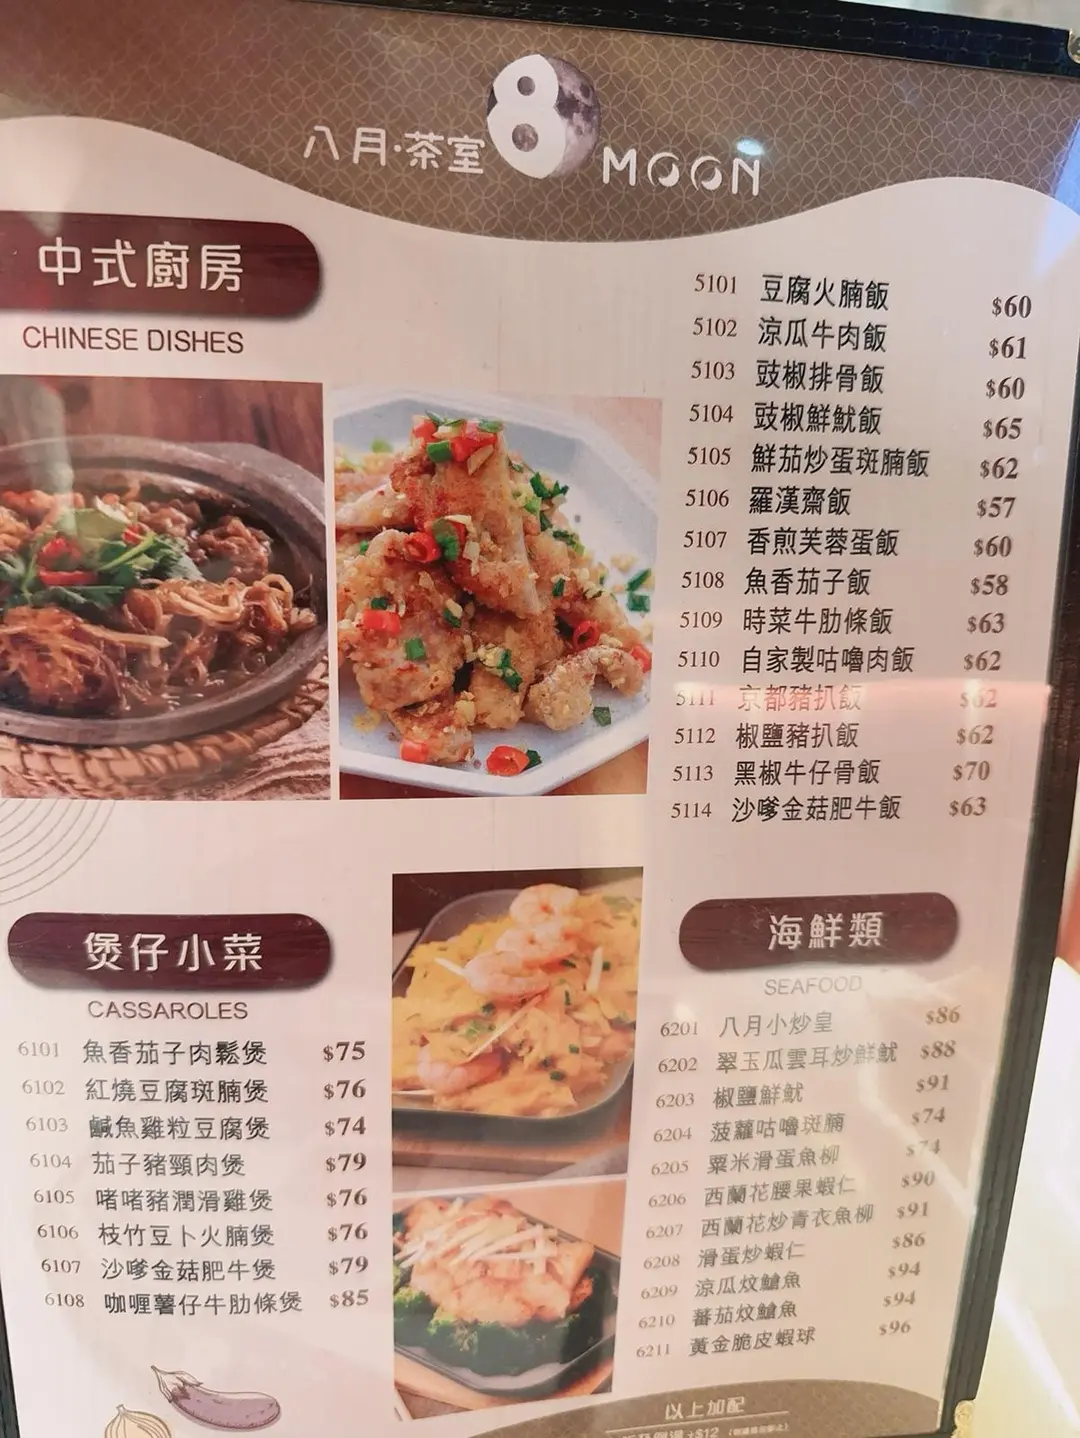 八月·茶室 8 MOON
中式廚房
CHINESE DISHES
5101 豆腐火腩飯 $60
5102 涼瓜牛肉飯 $61
5103 豉椒排骨飯 $60
5104 豉椒鮮魷飯 $65
5105 鮮茄炒蛋斑腩飯 $62
5106 羅漢齋飯 $57
5107 香煎芙蓉蛋飯 $60
5108 魚香茄子飯 $58
5109 時菜牛肋條飯 $63
5110 自家製咕嚕肉飯 $62
5111 京都豬扒飯 $62
5112 椒鹽豬扒飯 $62
5113 黑椒牛仔骨飯 $70
5114 沙嗲金菇肥牛飯 $63
煲仔小菜
CASSAROLES
6101 魚香茄子肉鬆煲 $75
6102 紅燒豆腐斑腩煲 $76
6103 鹹魚雞粒豆腐煲 $74
6104 茄子豬頸肉煲 $79
6105 啫啫豬潤滑雞煲 $76
6106 枝竹豆卜火腩煲 $76
6107 沙嗲金菇肥牛煲 $79
6108 咖喱薯仔牛肋條煲 $85
海鮮類
SEAFOOD
6201 八月小炒皇 $86
6202 翠玉瓜雲耳炒鮮魷 $88
6203 椒鹽鮮魷 $91
6204 菠蘿咕嚕斑腩 $74
6205 粟米滑蛋魚柳 $74
6206 西蘭花腰果蝦仁 $90
6207 西蘭花炒青衣魚柳 $91
6208 滑蛋炒蝦仁 $86
6209 涼瓜炆鱠魚 $94
6210 蕃茄炆鱠魚 $94
6211 黃金脆皮蝦球 $96
以上加配
+$12